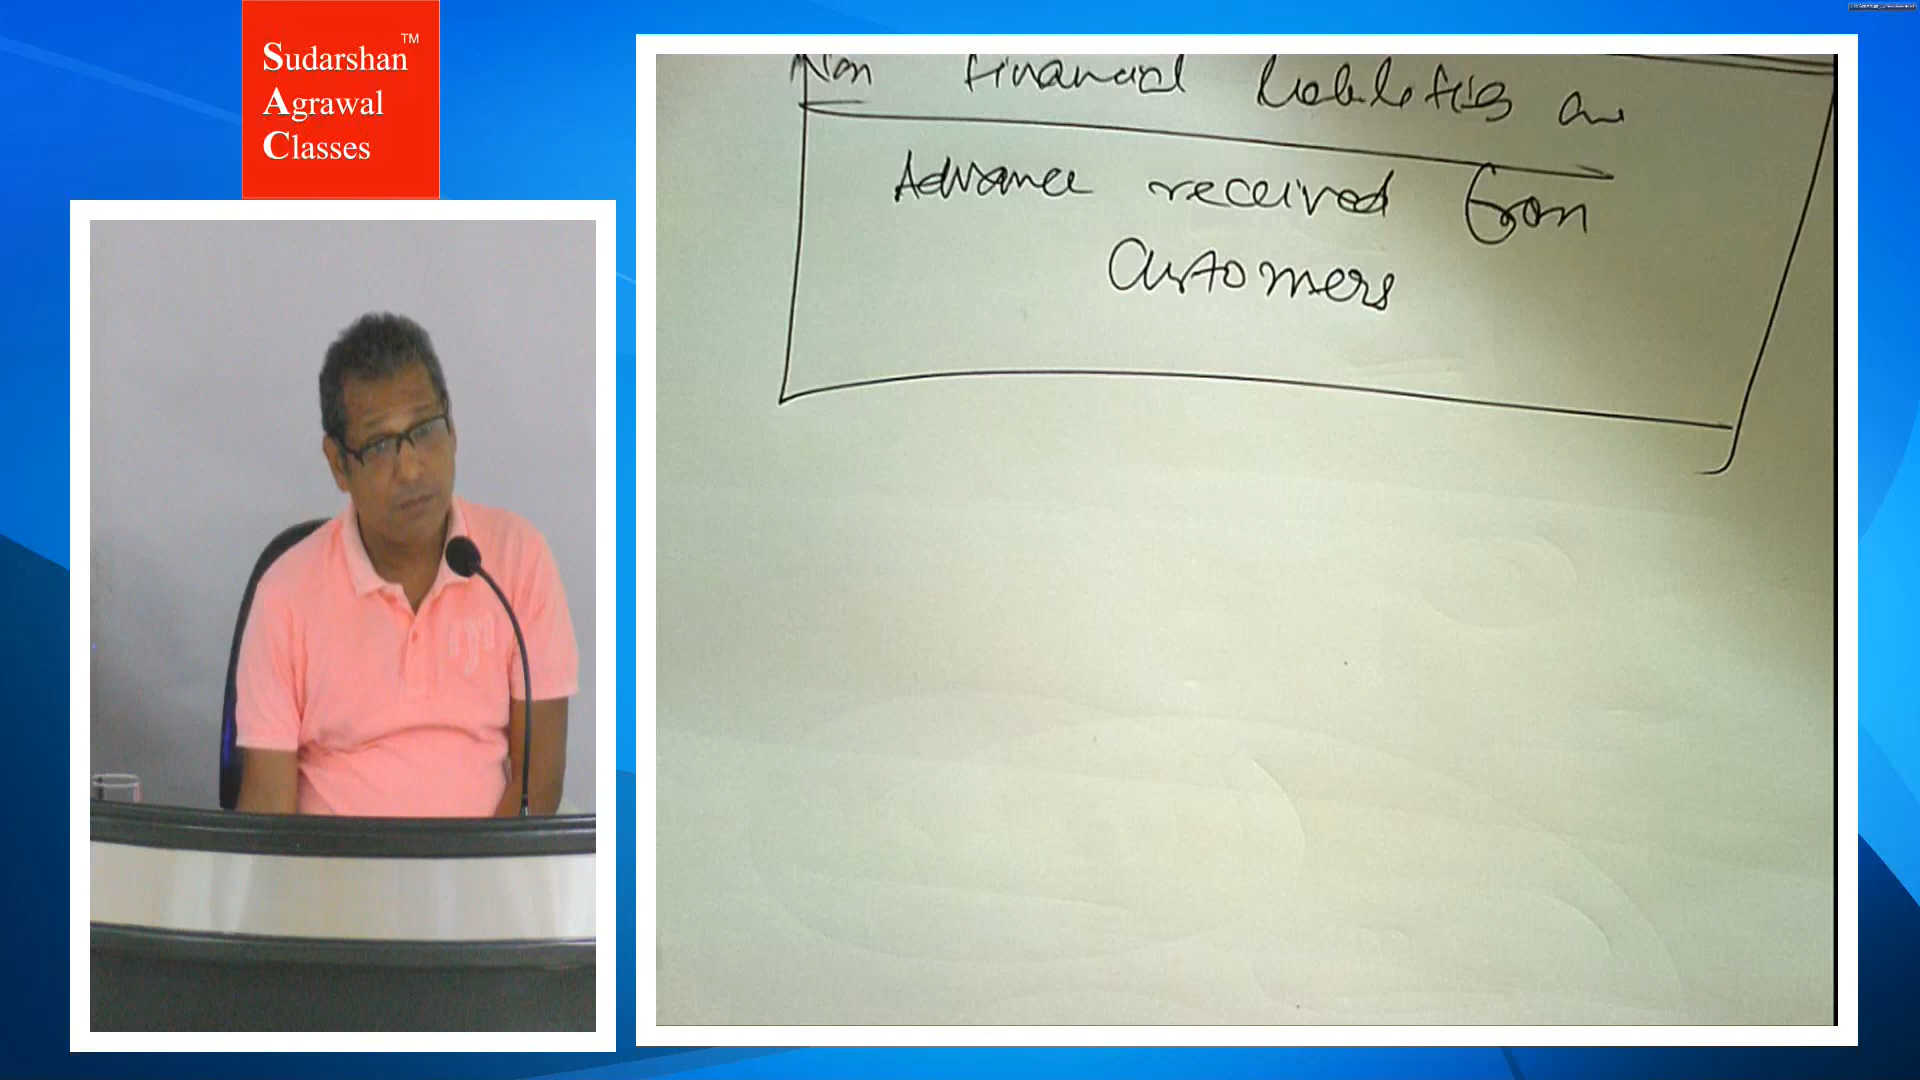 Sudarshan™
Agrawal
Classes
Non Financial liabilities are
Advance received from
Customers